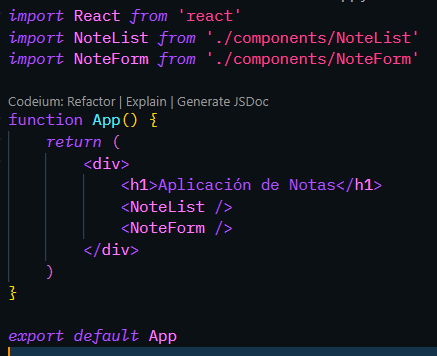 import React from 'react'
import NoteList from './components/NoteList'
import NoteForm from './components/NoteForm'
Codeium: Refactor | Explain | Generate JSDoc
function App() {
    return (
        <div>
            <h1>Aplicación de Notas</h1>
            <NoteList />
            <NoteForm />
        </div>
    )
}
export default App